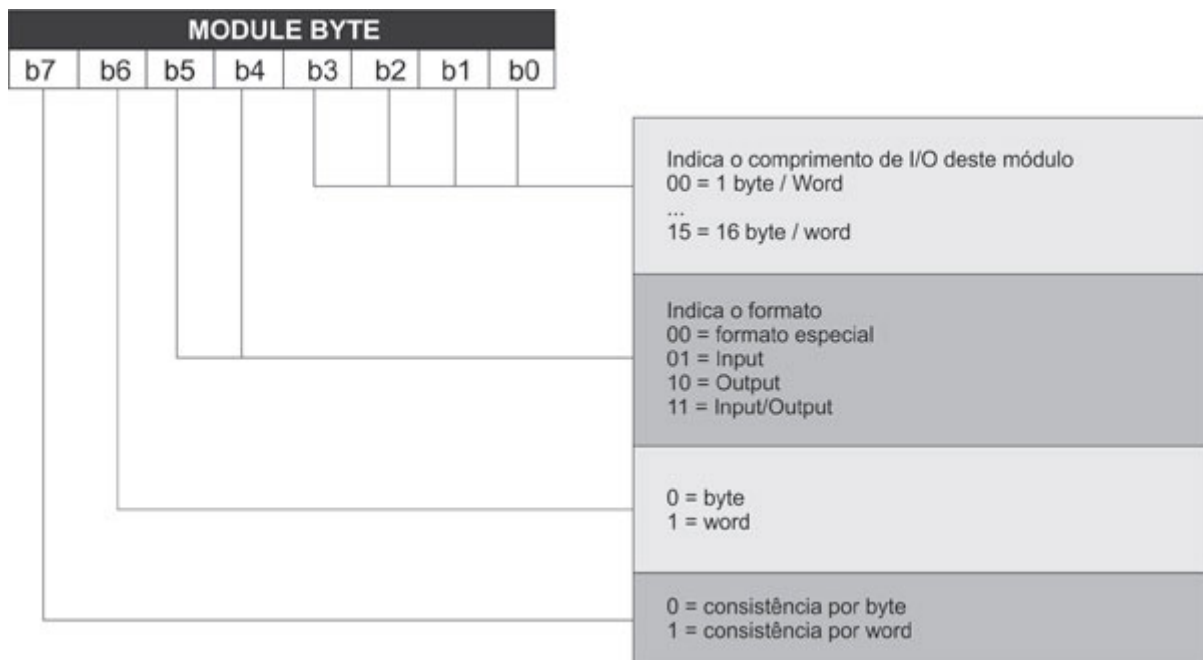 MODULE BYTE
b7 b6 b5 b4 b3 b2 b1 b0
Indica o comprimento de I/O deste módulo
00 = 1 byte / Word
...
15 = 16 byte / word
Indica o formato
00 = formato especial
01 = Input
10 = Output
11 = Input/Output
0 = byte
1 = word
0 = consistência por byte
1 = consistência por word